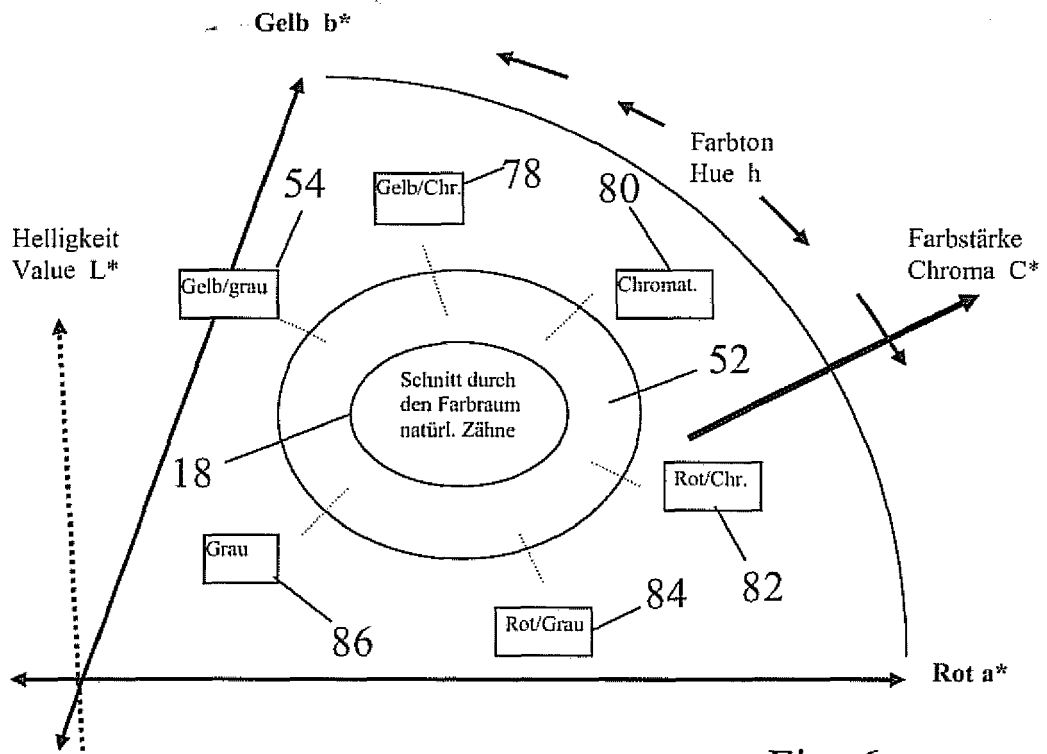 Gelb b*
Farbton
Hue h
Gelb/Chr.
78
80
54
Helligkeit
Value L*
Farbstärke
Chroma C*
Gelb/grau
Chromat.
52
Schnitt durch
den Farbraum
natürl. Zähne
18
Rot/Chr.
Grau
82
84
86
Rot/Grau
Rot a*